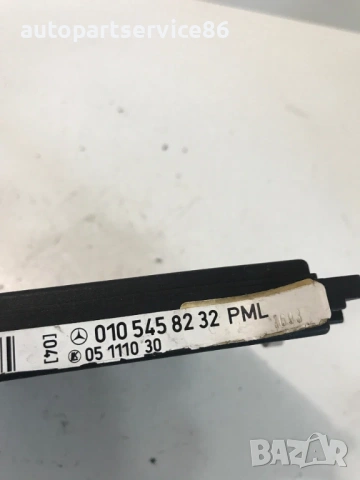 autopartservice86
[04]
010 545 82 32 PML
05 1110 30
BAZAR